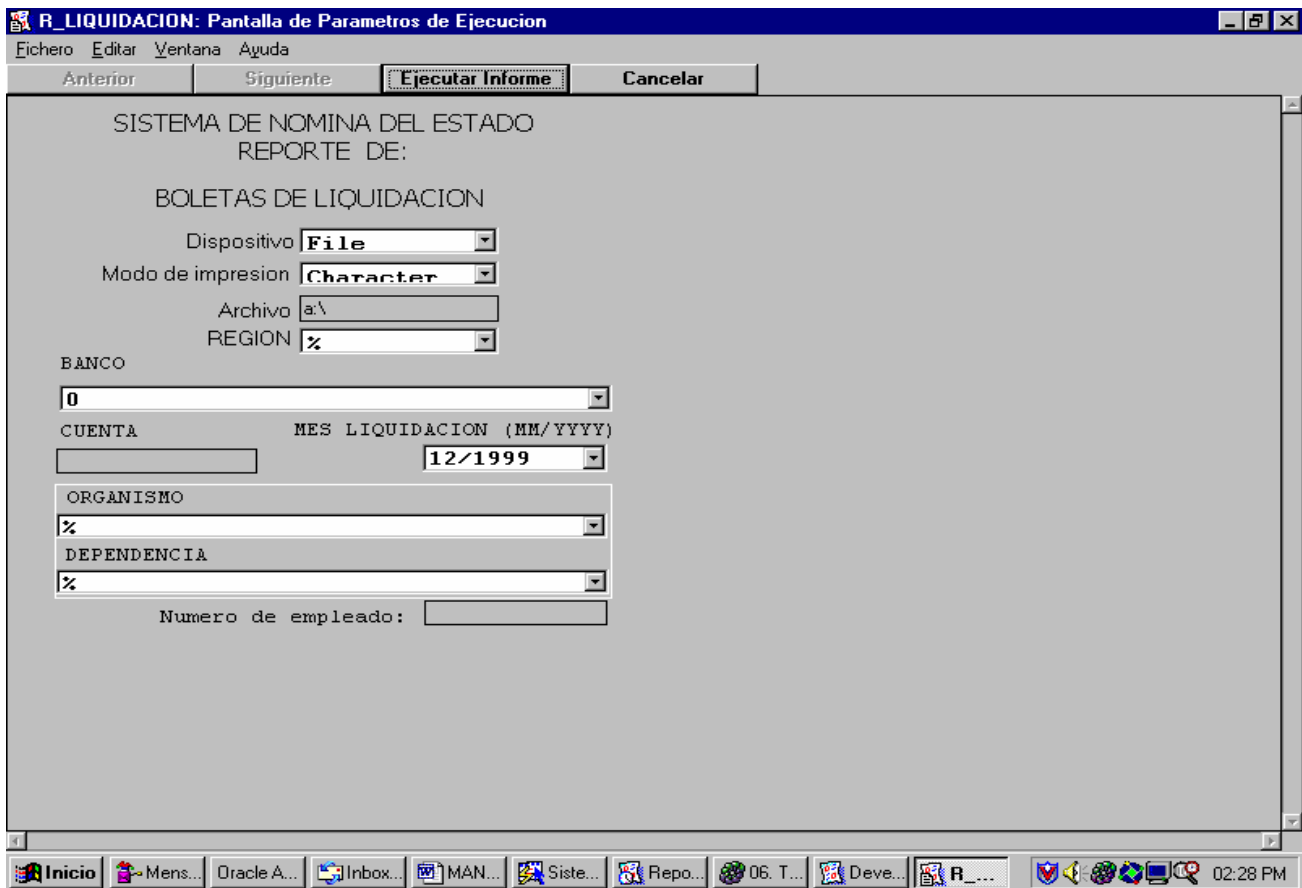 R_LIQUIDACION: Pantalla de Parametros de Ejecucion
Fichero Editar Ventana Ayuda
Anterior Siguiente Ejecutar Informe Cancelar
SISTEMA DE NOMINA DEL ESTADO
REPORTE DE:
BOLETAS DE LIQUIDACION
Dispositivo File
Modo de impresion Character
Archivo a:\
REGION %
BANCO
0
CUENTA MES LIQUIDACION (MM/YYYY)
12/1999
ORGANISMO
%
DEPENDENCIA
%
Numero de empleado:
Inicio Mens... Oracle A... Inbox... MAN... Siste... Repo... 06. T... Deve... R_... 02:28 PM